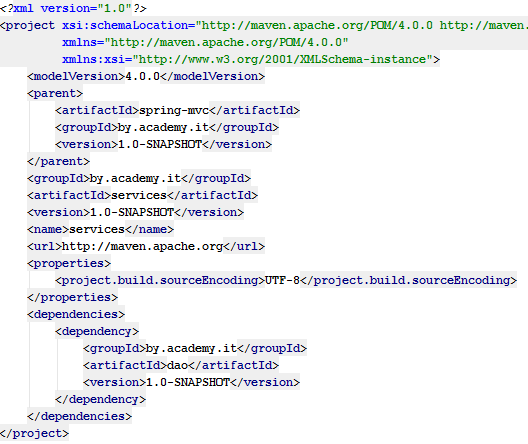 <?xml version="1.0"?>
<project xsi:schemaLocation="http://maven.apache.org/POM/4.0.0 http://maven.
xmlns="http://maven.apache.org/POM/4.0.0"
xmlns:xsi="http://www.w3.org/2001/XMLSchema-instance">
<modelVersion>4.0.0</modelVersion>
<parent>
<artifactId>spring-mvc</artifactId>
<groupId>by.academy.it</groupId>
<version>1.0-SNAPSHOT</version>
</parent>
<groupId>by.academy.it</groupId>
<artifactId>services</artifactId>
<version>1.0-SNAPSHOT</version>
<name>services</name>
<url>http://maven.apache.org</url>
<properties>
<project.build.sourceEncoding>UTF-8</project.build.sourceEncoding>
</properties>
<dependencies>
<dependency>
<groupId>by.academy.it</groupId>
<artifactId>dao</artifactId>
<version>1.0-SNAPSHOT</version>
</dependency>
</dependencies>
</project>